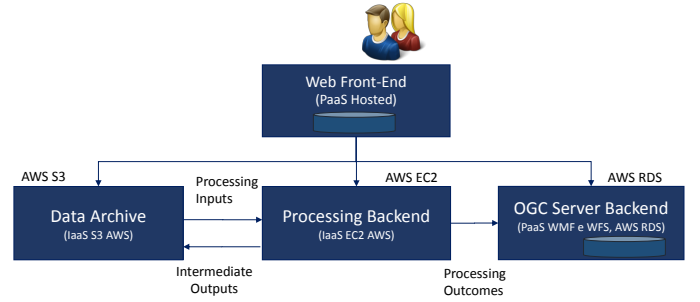 Web Front-End
(PaaS Hosted)
AWS S3
Processing
Inputs
AWS EC2
AWS RDS
Data Archive
(IaaS S3 AWS)
Processing Backend
(IaaS EC2 AWS)
OGC Server Backend
(PaaS WMF e WFS, AWS RDS)
Intermediate
Outputs
Processing
Outcomes